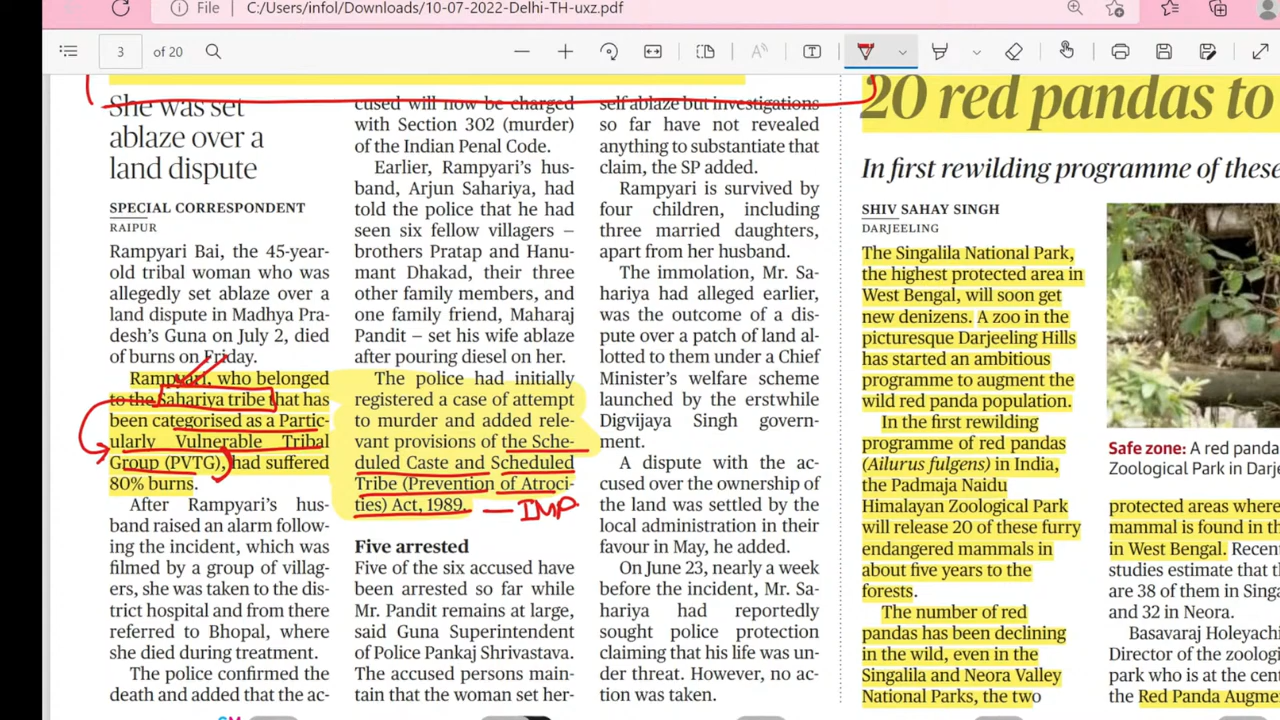 File C:/Users/infol/Downloads/10-07-2022-Delhi-TH-uxz.pdf
3 of 20
She was set
ablaze over a
land dispute
SPECIAL CORRESPONDENT
RAIPUR
Rampyari Bai, the 45-year-
old tribal woman who was
allegedly set ablaze over a
land dispute in Madhya Pra-
desh's Guna on July 2, died
of burns on Friday.
Rampyari, who belonged
to the Sahariya tribe that has
been categorised as a Partic-
ularly Vulnerable Tribal
Group (PVTG), had suffered
80% burns.
After Rampyari's hus-
band raised an alarm follow-
ing the incident, which was
filmed by a group of villag-
ers, she was taken to the dis-
trict hospital and from there
referred to Bhopal, where
she died during treatment.
The police confirmed the
death and added that the ac-
cused will now be charged
with Section 302 (murder)
of the Indian Penal Code.
Earlier, Rampyari's hus-
band, Arjun Sahariya, had
told the police that he had
seen six fellow villagers –
brothers Pratap and Hanu-
mant Dhakad, their three
other family members, and
one family friend, Maharaj
Pandit – set his wife ablaze
after pouring diesel on her.
The police had initially
registered a case of attempt
to murder and added rele-
vant provisions of the Sche-
duled Caste and Scheduled
Tribe (Prevention of Atroci-
ties) Act, 1989. – IMP
Five arrested
Five of the six accused have
been arrested so far while
Mr. Pandit remains at large,
said Guna Superintendent
of Police Pankaj Shrivastava.
The accused persons main-
tain that the woman set her-
self ablaze but investigations
so far have not revealed
anything to substantiate that
claim, the SP added.
Rampyari is survived by
four children, including
three married daughters,
apart from her husband.
The immolation, Mr. Sa-
hariya had alleged earlier,
was the outcome of a dis-
pute over a patch of land al-
lotted to them under a Chief
Minister's welfare scheme
launched by the erstwhile
Digvijaya Singh govern-
ment.
A dispute with the ac-
cused over the ownership of
the land was settled by the
local administration in their
favour in May, he added.
On June 23, nearly a week
before the incident, Mr. Sa-
hariya had reportedly
sought police protection
claiming that his life was un-
der threat. However, no ac-
tion was taken.
20 red pandas to
In first rewilding programme of these
SHIV SAHAY SINGH
DARJEELING
The Singalila National Park,
the highest protected area in
West Bengal, will soon get
new denizens. A zoo in the
picturesque Darjeeling Hills
has started an ambitious
programme to augment the
wild red panda population.
In the first rewilding
programme of red pandas
(Ailurus fulgens) in India,
the Padmaja Naidu
Himalayan Zoological Park
will release 20 of these furry
endangered mammals in
about five years to the
forests.
The number of red
pandas has been declining
in the wild, even in the
Singalila and Neora Valley
National Parks, the two
Safe zone: A red panda
Zoological Park in Darj
protected areas where
mammal is found in
in West Bengal. Recen
studies estimate that t
are 38 of them in Singa
and 32 in Neora.
Basavaraj Holeyachi
Director of the zoolog
park who is at the cent
the Red Panda Augme